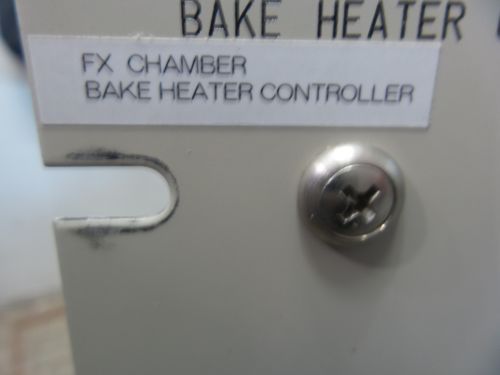 BAKE HEATER
FX CHAMBER
BAKE HEATER CONTROLLER